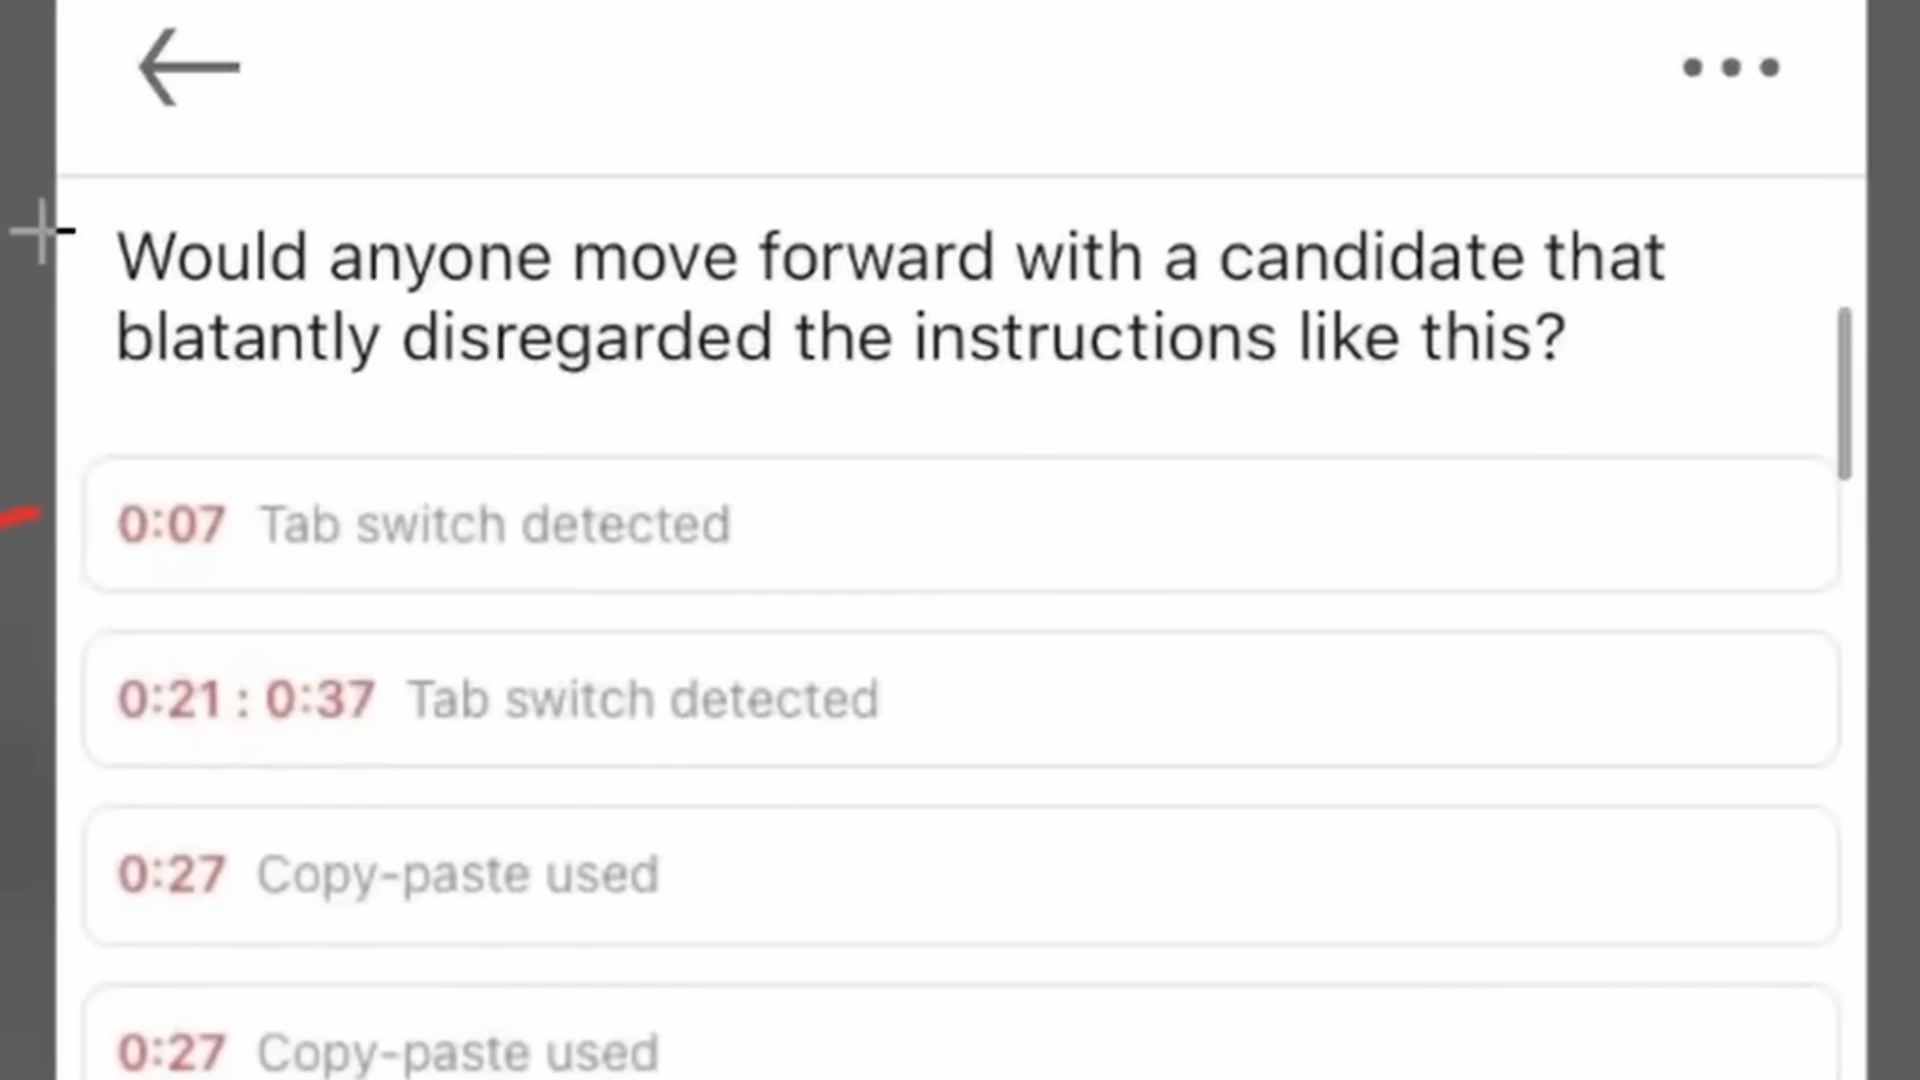 Would anyone move forward with a candidate that
blatantly disregarded the instructions like this?
0:07 Tab switch detected
0:21 : 0:37 Tab switch detected
0:27 Copy-paste used
0:27 Copy-paste used